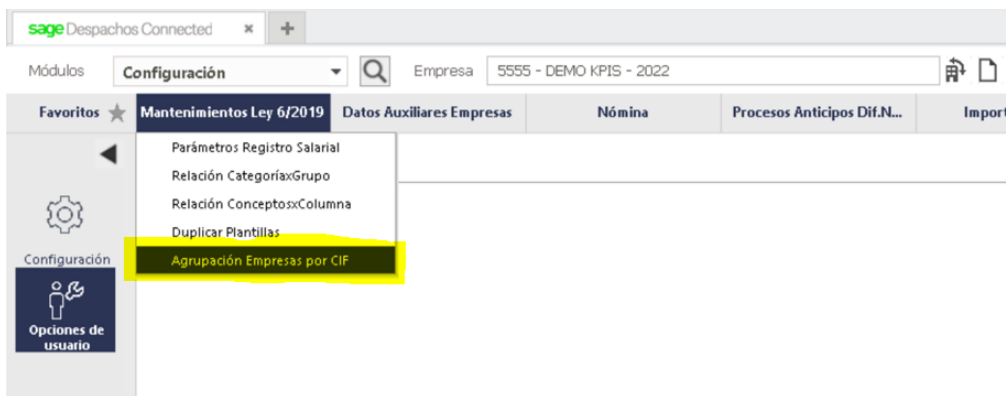 sage Despachos Connected × +
Módulos Configuración Empresa 5555 - DEMO KPIS - 2022
Favoritos Mantenimientos Ley 6/2019 Datos Auxiliares Empresas Nómina Procesos Anticipos Dif.N... Import
Parámetros Registro Salarial
Relación CategoríaxGrupo
Relación ConceptosxColumna
Duplicar Plantillas
Agrupación Empresas por CIF
Configuración
Opciones de
usuario